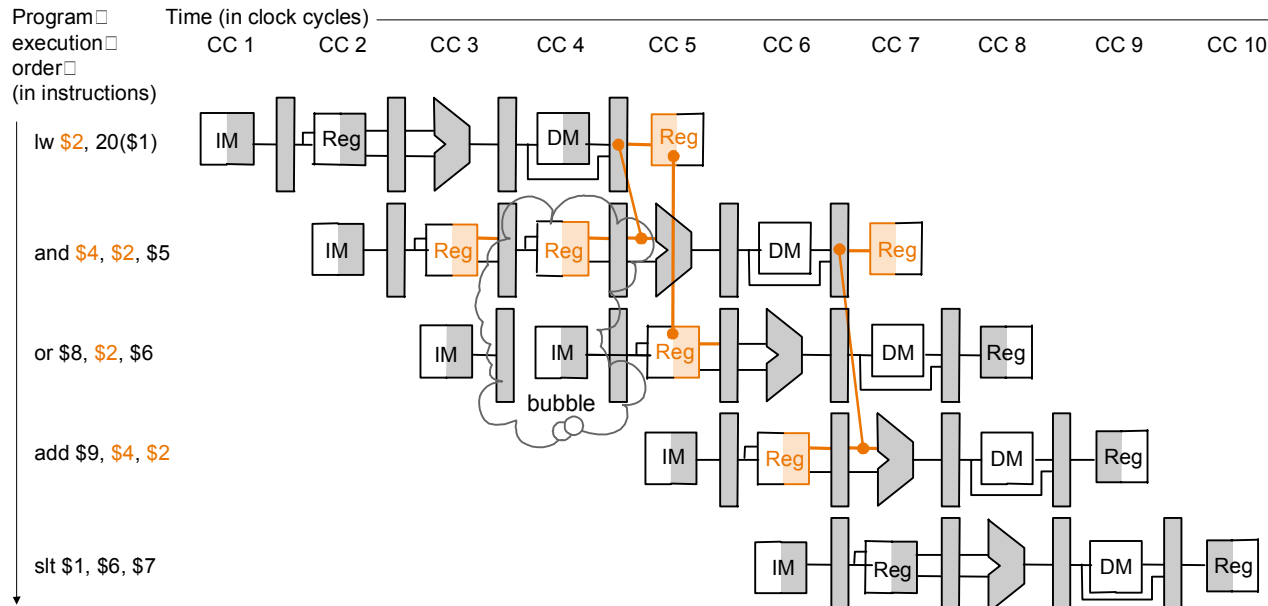 Program□ Time (in clock cycles)
execution□ CC 1 CC 2 CC 3 CC 4 CC 5 CC 6 CC 7 CC 8 CC 9 CC 10
order□
(in instructions)
lw $2, 20($1) IM Reg DM Reg
and $4, $2, $5 IM Reg Reg DM Reg
or $8, $2, $6 IM IM Reg DM Reg
bubble
add $9, $4, $2 IM Reg DM Reg
slt $1, $6, $7 IM Reg DM Reg